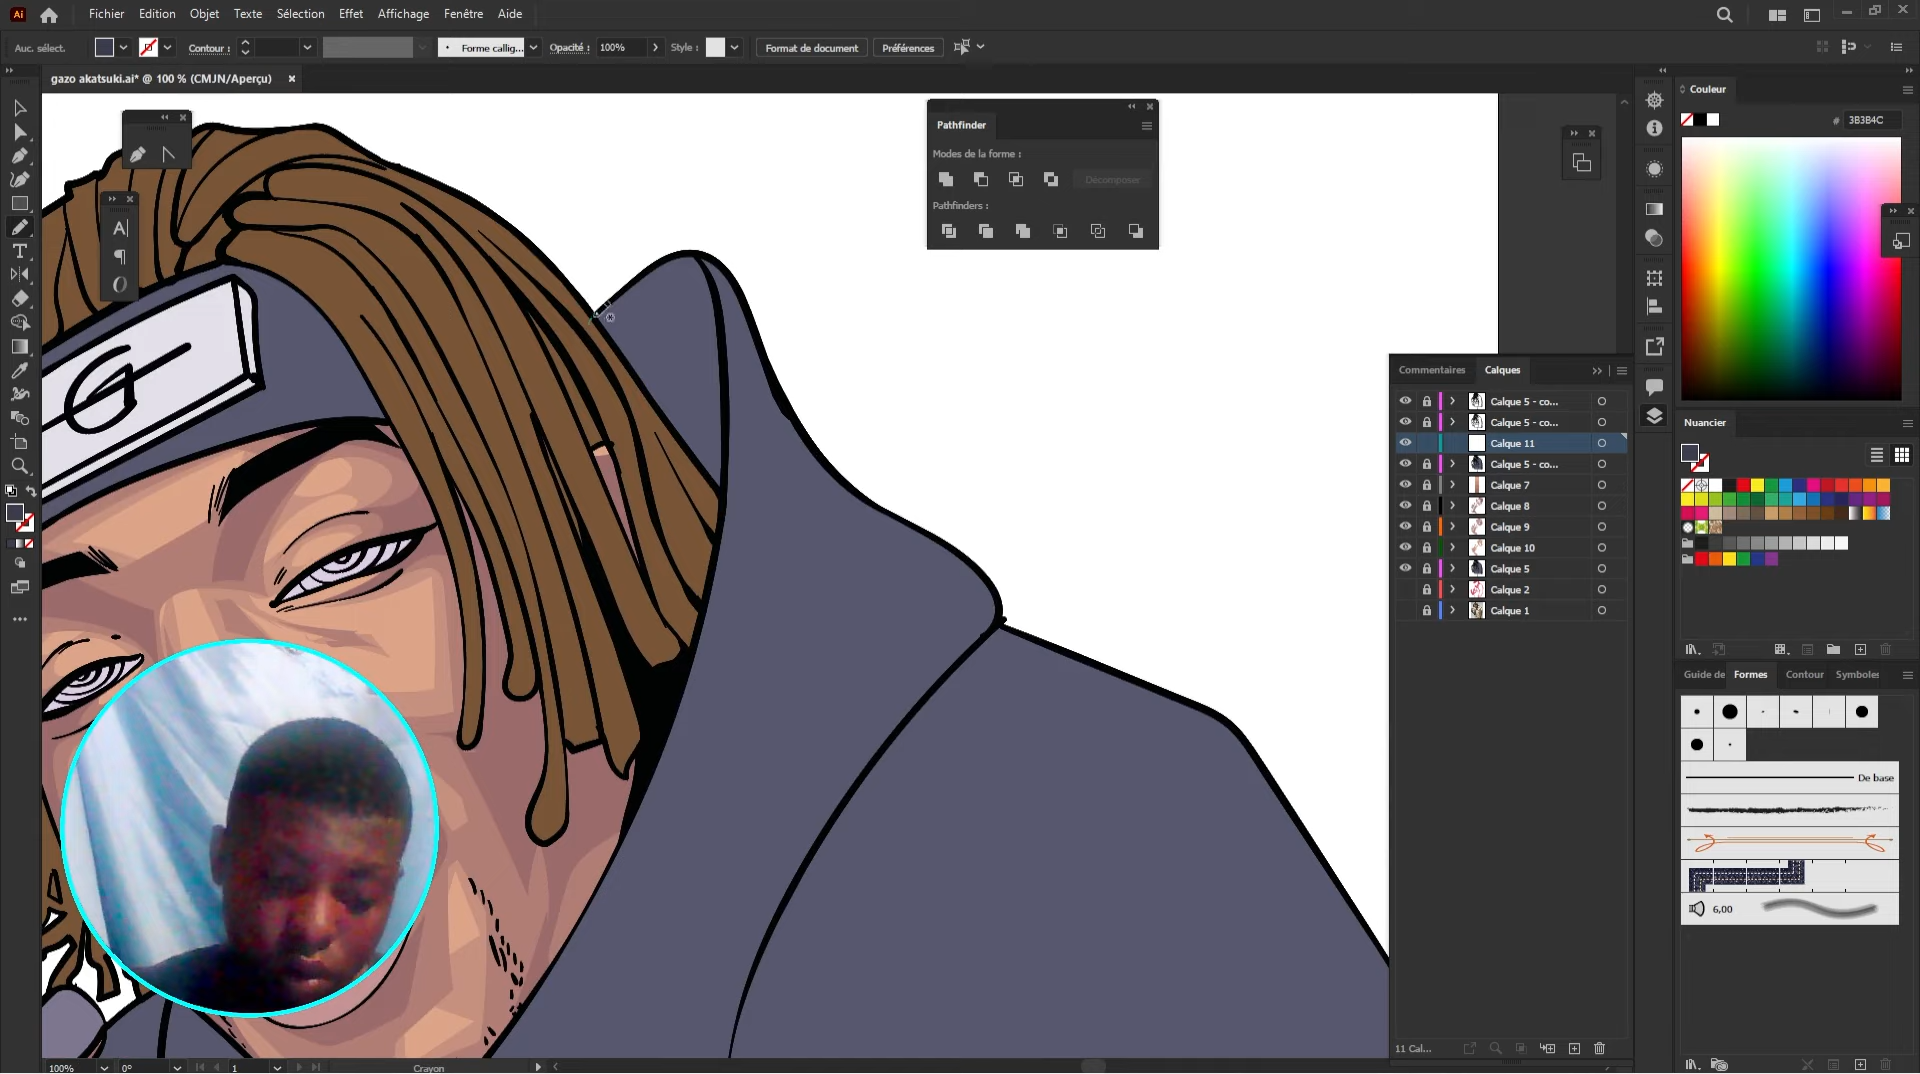 Ai Fichier Edition Objet Texte Sélection Effet Affichage Fenêtre Aide
Auc. sélect. Contour : Forme callig... Opacité : 100% Style : Format de document Préférences
gazo akatsuki.ai* @ 100 % (CMJN/Aperçu)
Pathfinder
Modes de la forme :
Décomposer
Pathfinders :
Couleur
# 3B3B4C
Commentaires Calques
Calque 5 - co...
Calque 5 - co...
Calque 11
Calque 5 - co...
Calque 7
Calque 8
Calque 9
Calque 10
Calque 5
Calque 2
Calque 1
11 Cal...
Nuancier
Guide de Formes Contour Symboles
De base
6,00
G
100% 0° 1 Crayon